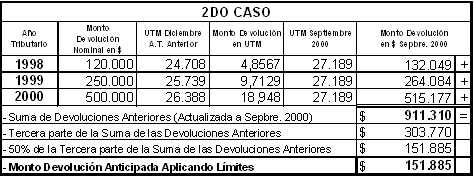 2DO CASO
Año Tributario | Monto Devolución Nominal en $ | UTM Diciembre A.T. Anterior | Monto Devolución en UTM | UTM Septiembre 2000 | Monto Devolución en $ Sepbre. 2000
1998 | 120.000 | 24.708 | 4,8567 | 27.189 | 132.049 | +
1999 | 250.000 | 25.739 | 9,7129 | 27.189 | 264.084 | +
2000 | 500.000 | 26.388 | 18,948 | 27.189 | 515.177 | +
- Suma de Devoluciones Anteriores (Actualizada a Sepbre. 2000) | $ 911.310 | =
- Tercera parte de la Suma de las Devoluciones Anteriores | $ 303.770
- 50% de la Tercera parte de la Suma de las Devoluciones Anteriores | $ 151.885
- Monto Devolución Anticipada Aplicando Límites | $ 151.885